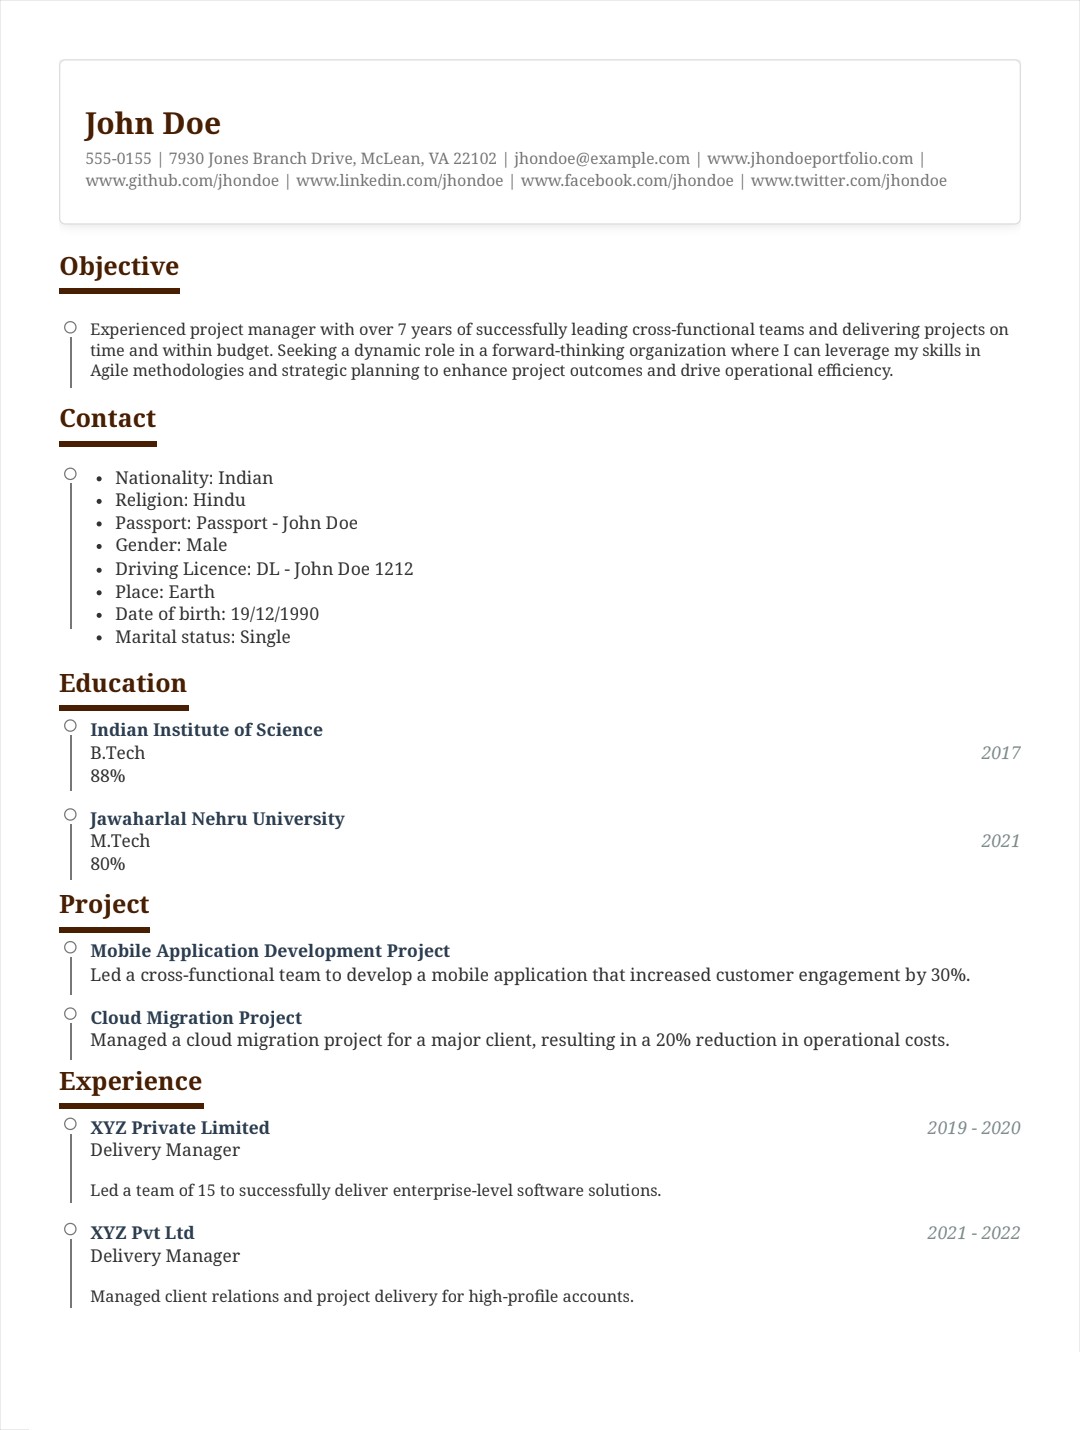 John Doe
555-0155 | 7930 Jones Branch Drive, McLean, VA 22102 | jhondoe@example.com | www.jhondoeportfolio.com |
www.github.com/jhondoe | www.linkedin.com/jhondoe | www.facebook.com/jhondoe | www.twitter.com/jhondoe
Objective
Experienced project manager with over 7 years of successfully leading cross-functional teams and delivering projects on
time and within budget. Seeking a dynamic role in a forward-thinking organization where I can leverage my skills in
Agile methodologies and strategic planning to enhance project outcomes and drive operational efficiency.
Contact
• Nationality: Indian
• Religion: Hindu
• Passport: Passport - John Doe
• Gender: Male
• Driving Licence: DL - John Doe 1212
• Place: Earth
• Date of birth: 19/12/1990
• Marital status: Single
Education
Indian Institute of Science
B.Tech 2017
88%
Jawaharlal Nehru University
M.Tech 2021
80%
Project
Mobile Application Development Project
Led a cross-functional team to develop a mobile application that increased customer engagement by 30%.
Cloud Migration Project
Managed a cloud migration project for a major client, resulting in a 20% reduction in operational costs.
Experience
XYZ Private Limited 2019 - 2020
Delivery Manager
Led a team of 15 to successfully deliver enterprise-level software solutions.
XYZ Pvt Ltd 2021 - 2022
Delivery Manager
Managed client relations and project delivery for high-profile accounts.